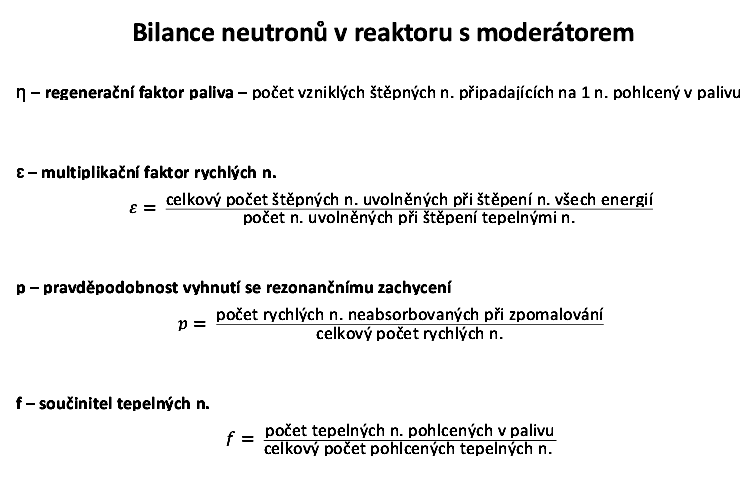 Bilance neutronů v reaktoru s moderátorem
η – regenerační faktor paliva – počet vzniklých štěpných n. připadajících na 1 n. pohlcený v palivu
ε – multiplikační faktor rychlých n.
ε = celkový počet štěpných n. uvolněných při štěpení n. všech energií
počet n. uvolněných při štěpení tepelnými n.
p – pravděpodobnost vyhnutí se rezonančnímu zachycení
p = počet rychlých n. neabsorbovaných při zpomalování
celkový počet rychlých n.
f – součinitel tepelných n.
f = počet tepelných n. pohlcených v palivu
celkový počet pohlcených tepelných n.